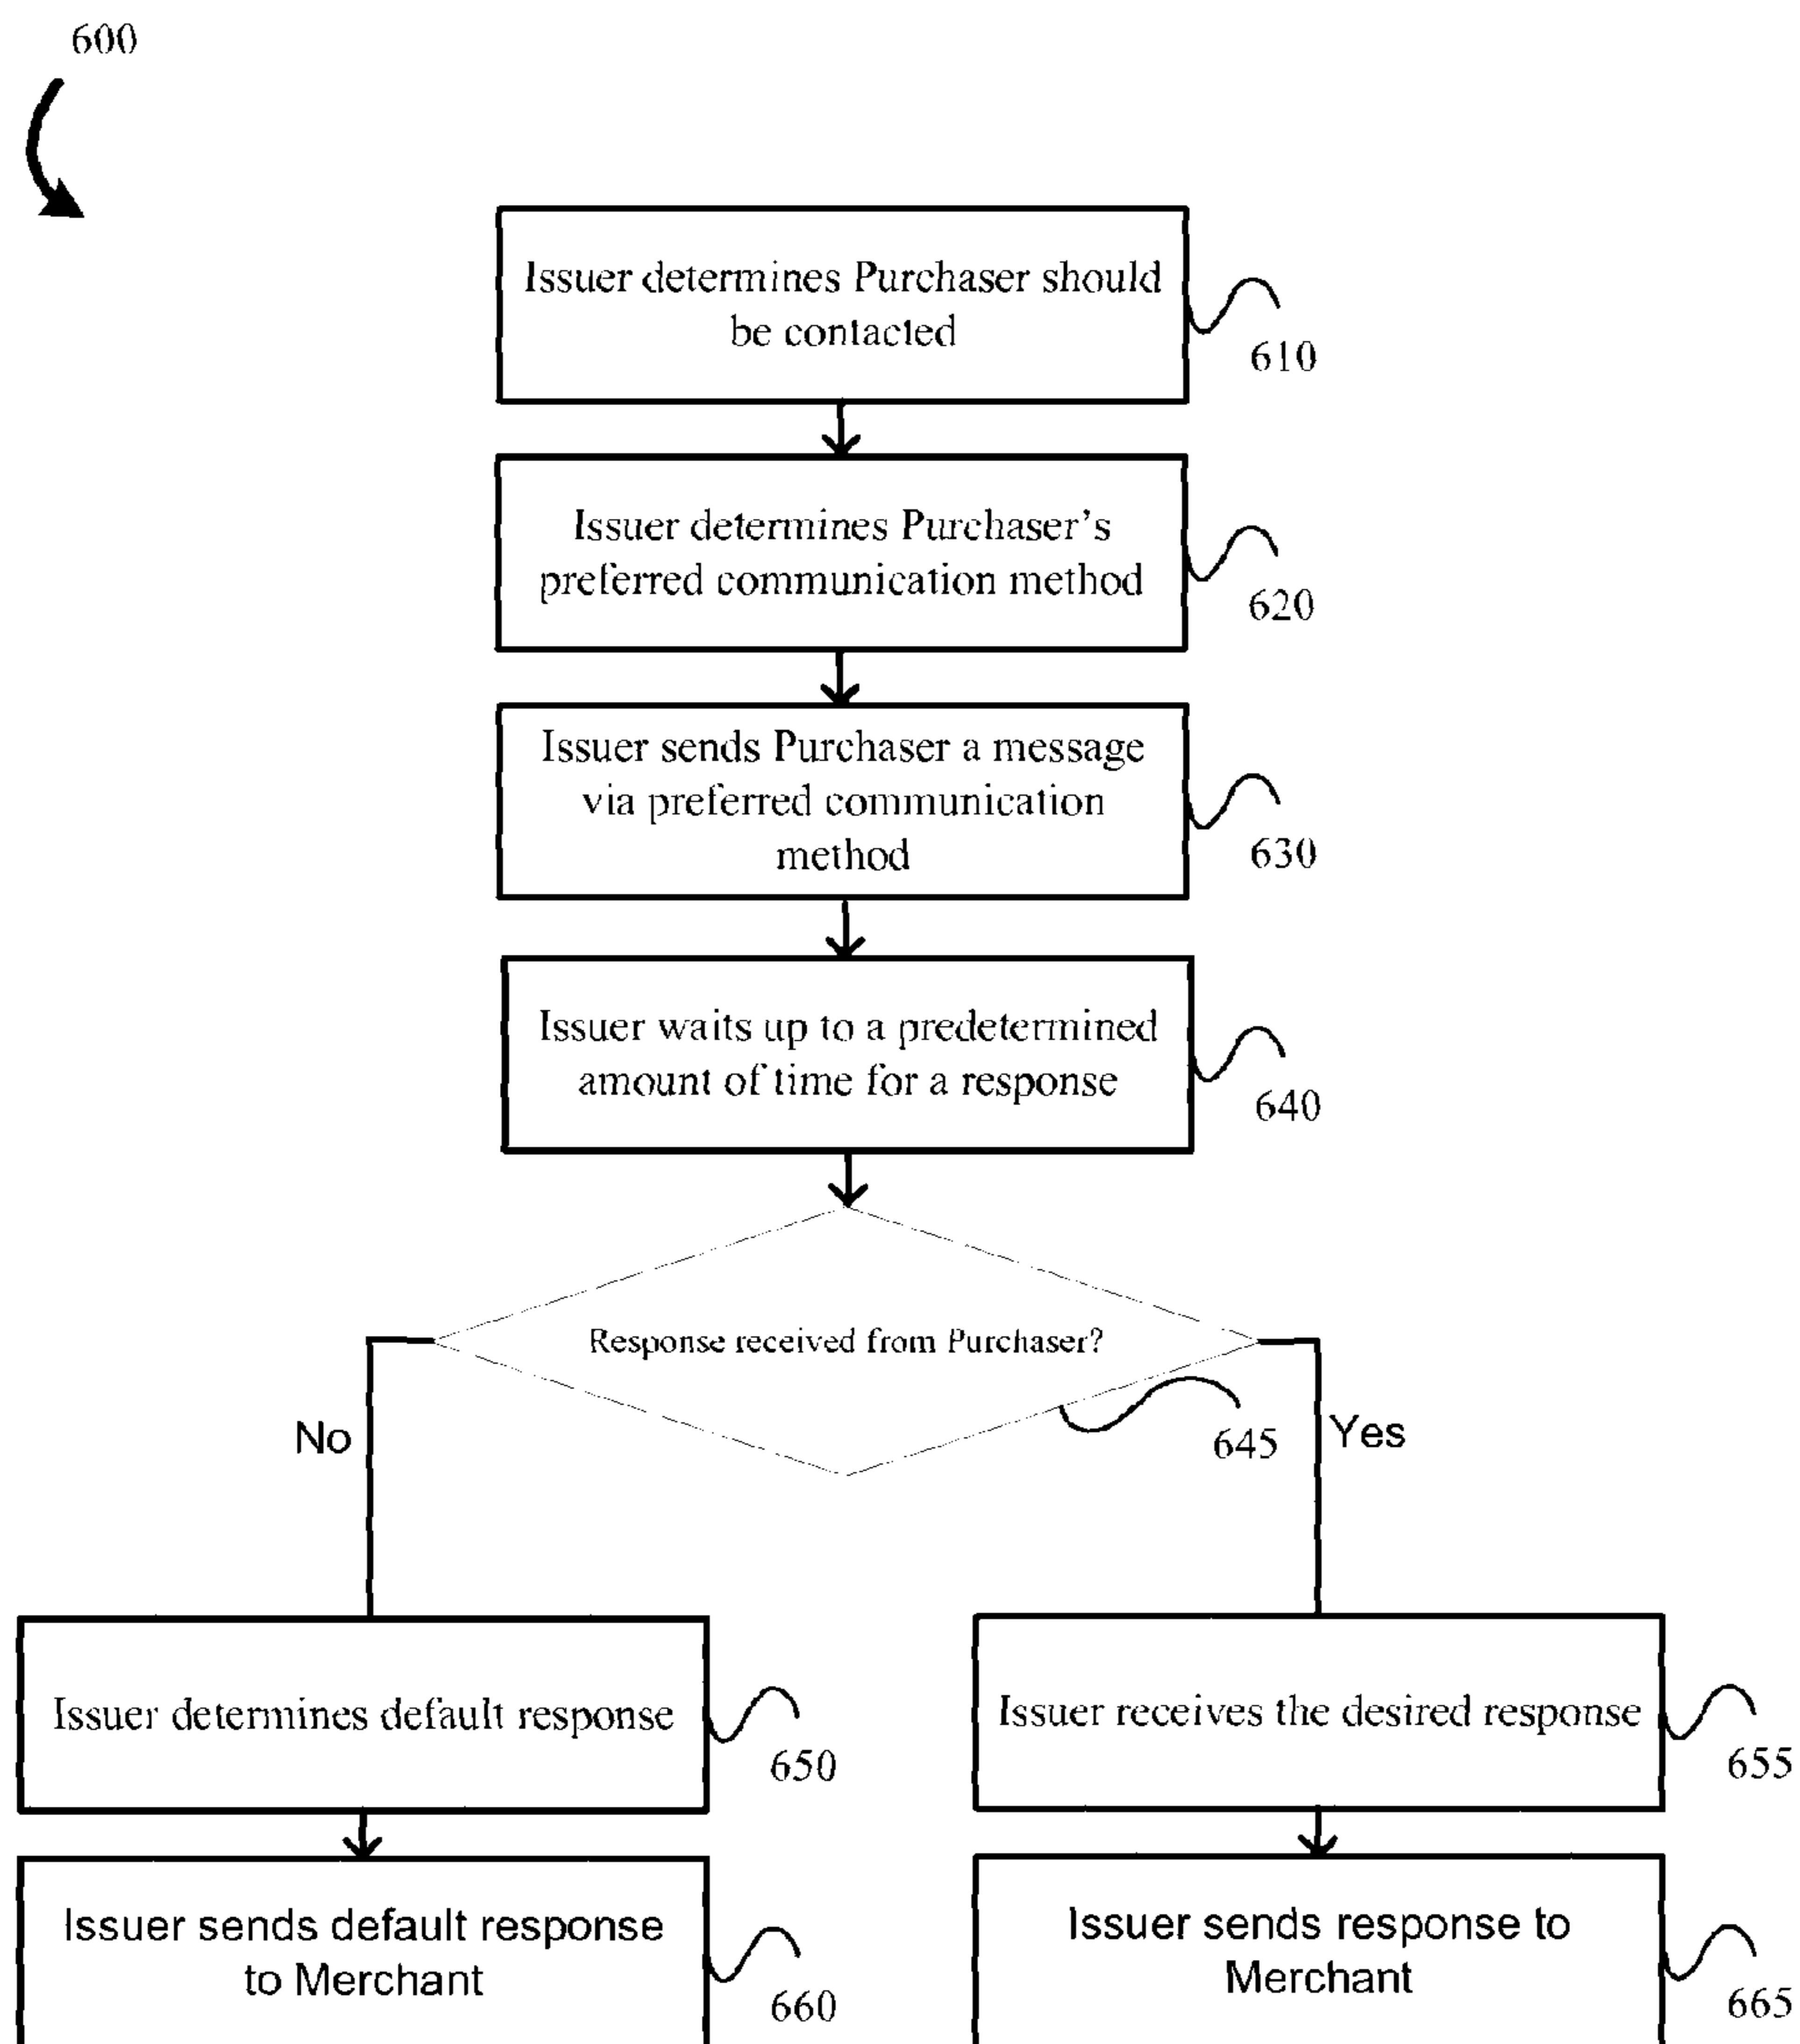 600
Issuer determines Purchaser should
be contacted
610
Issuer determines Purchaser's
preferred communication method
620
Issuer sends Purchaser a message
via preferred communication
method
630
Issuer waits up to a predetermined
amount of time for a response
640
Response received from Purchaser?
645
No
Yes
Issuer determines default response
650
Issuer receives the desired response
655
Issuer sends default response
to Merchant
660
Issuer sends response to
Merchant
665